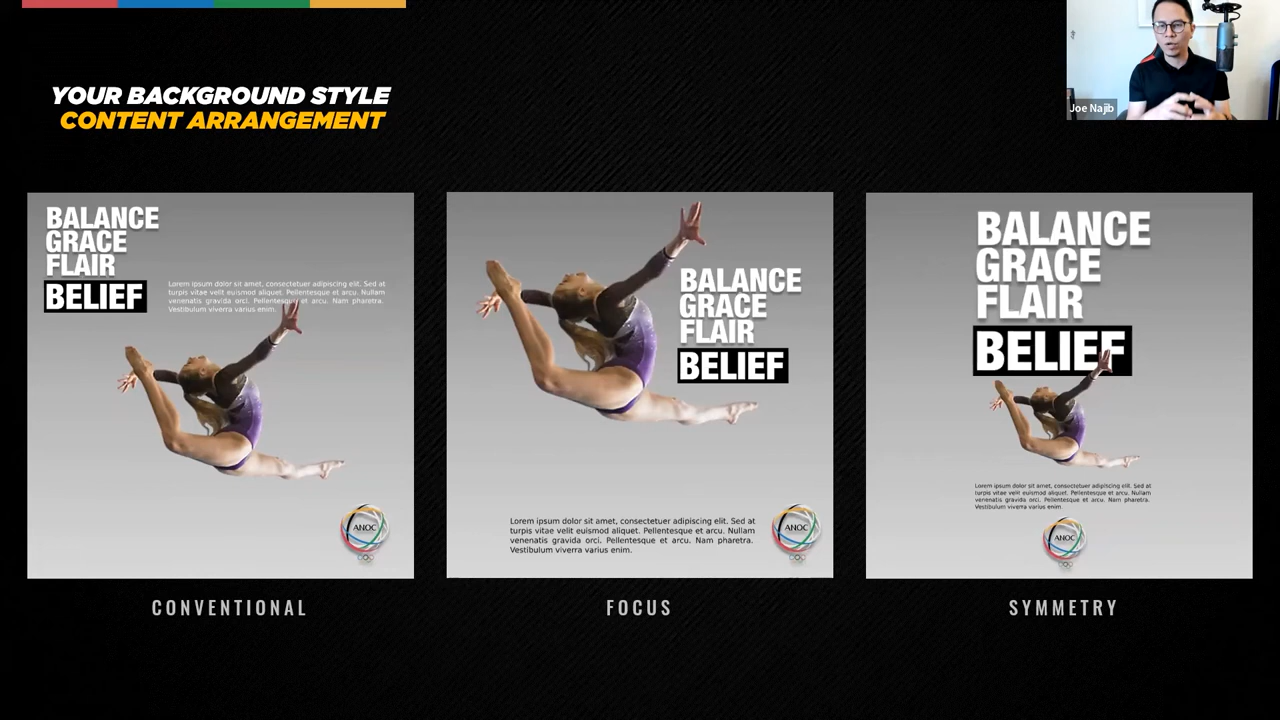 YOUR BACKGROUND STYLE
CONTENT ARRANGEMENT
Joe Najib
BALANCE
GRACE
FLAIR
BELIEF
Lorem ipsum dolor sit amet, consectetuer adipiscing elit. Sed at
turpis vitae velit euismod aliquet. Pellentesque et arcu. Nullam
venenatis gravida orci. Pellentesque et arcu. Nam pharetra.
Vestibulum viverra varius enim.
ANOC
CONVENTIONAL
BALANCE
GRACE
FLAIR
BELIEF
Lorem ipsum dolor sit amet, consectetuer adipiscing elit. Sed at
turpis vitae velit euismod aliquet. Pellentesque et arcu. Nullam
venenatis gravida orci. Pellentesque et arcu. Nam pharetra.
Vestibulum viverra varius enim.
ANOC
FOCUS
BALANCE
GRACE
FLAIR
BELIEF
Lorem ipsum dolor sit amet, consectetuer adipiscing elit. Sed at
turpis vitae velit euismod aliquet. Pellentesque et arcu. Nullam
venenatis gravida orci. Pellentesque et arcu. Nam pharetra.
Vestibulum viverra varius enim.
ANOC
SYMMETRY